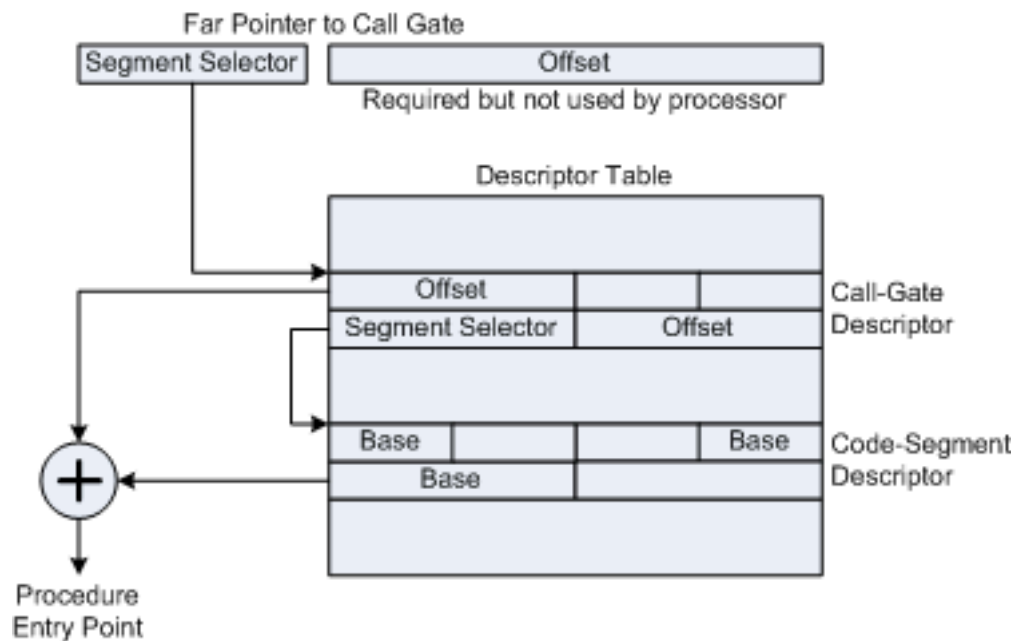 Far Pointer to Call Gate
Segment Selector
Offset
Required but not used by processor
Descriptor Table
Offset
Call-Gate
Segment Selector
Offset
Descriptor
Base
Base
Code-Segment
Base
Descriptor
Procedure
Entry Point